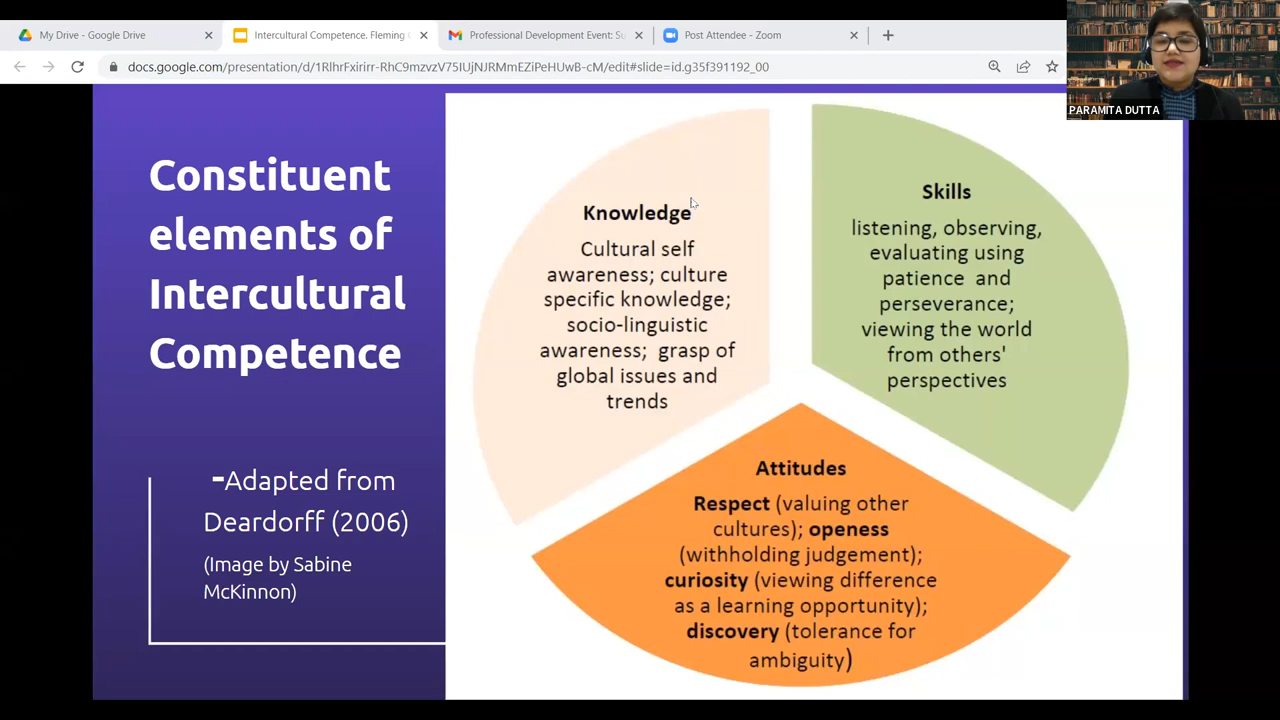 My Drive - Google Drive
Intercultural Competence. Fleming
Professional Development Event: Su
Post Attendee - Zoom
docs.google.com/presentation/d/1RlhrFxirirr-RhC9mzvzV75IUjNJRMmEZiPeHUwB-cM/edit#slide=id.g35f391192_00
PARAMITA DUTTA
Constituent
elements of
Intercultural
Competence
-Adapted from
Deardorff (2006)
(Image by Sabine
McKinnon)
Knowledge
Cultural self
awareness; culture
specific knowledge;
socio-linguistic
awareness; grasp of
global issues and
trends
Skills
listening, observing,
evaluating using
patience and
perseverance;
viewing the world
from others'
perspectives
Attitudes
Respect (valuing other
cultures); openess
(withholding judgement);
curiosity (viewing difference
as a learning opportunity);
discovery (tolerance for
ambiguity)